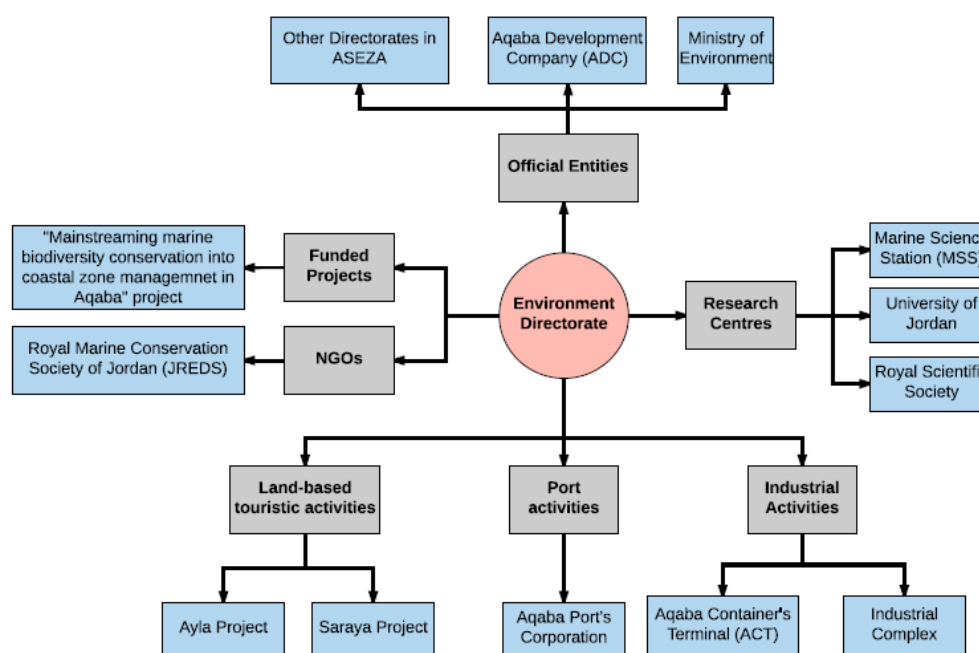 Other Directorates in
ASEZA
Aqaba Development
Company (ADC)
Ministry of
Environment
Official Entities
"Mainstreaming marine
biodiversity conservation into
coastal zone managemnet in
Aqaba" project
Funded
Projects
Royal Marine Conservation
Society of Jordan (JREDS)
NGOs
Environment
Directorate
Research
Centres
Marine Scienc
Station (MSS)
University of
Jordan
Royal Scientifi
Society
Land-based
touristic activities
Port
activities
Industrial
Activities
Ayla Project
Saraya Project
Aqaba Port's
Corporation
Aqaba Container's
Terminal (ACT)
Industrial
Complex